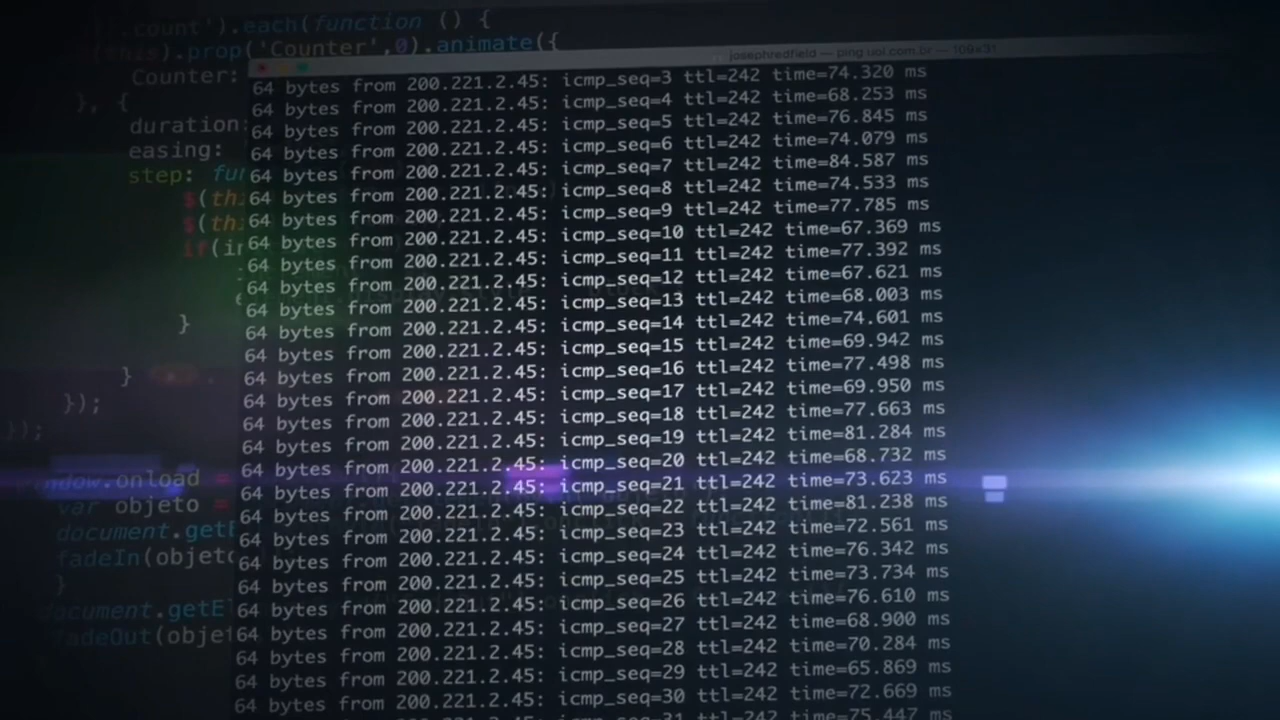 count').each(function () {
).prop('Counter',0).animate({
Counter:
}, {
duration:
easing:
step:
$(
$(
if(
}
}
});
});
.onload =
var objeto =
document.
fadeIn(
}
fadeOut(
josephredfield — ping uol.com.br — 109×31
64 bytes from 200.221.2.45: icmp_seq=3 ttl=242 time=74.320 ms
64 bytes from 200.221.2.45: icmp_seq=4 ttl=242 time=68.253 ms
64 bytes from 200.221.2.45: icmp_seq=5 ttl=242 time=76.845 ms
64 bytes from 200.221.2.45: icmp_seq=6 ttl=242 time=74.079 ms
64 bytes from 200.221.2.45: icmp_seq=7 ttl=242 time=84.587 ms
64 bytes from 200.221.2.45: icmp_seq=8 ttl=242 time=74.533 ms
64 bytes from 200.221.2.45: icmp_seq=9 ttl=242 time=77.785 ms
64 bytes from 200.221.2.45: icmp_seq=10 ttl=242 time=67.369 ms
64 bytes from 200.221.2.45: icmp_seq=11 ttl=242 time=77.392 ms
64 bytes from 200.221.2.45: icmp_seq=12 ttl=242 time=67.621 ms
64 bytes from 200.221.2.45: icmp_seq=13 ttl=242 time=68.003 ms
64 bytes from 200.221.2.45: icmp_seq=14 ttl=242 time=74.601 ms
64 bytes from 200.221.2.45: icmp_seq=15 ttl=242 time=69.942 ms
64 bytes from 200.221.2.45: icmp_seq=16 ttl=242 time=77.498 ms
64 bytes from 200.221.2.45: icmp_seq=17 ttl=242 time=69.950 ms
64 bytes from 200.221.2.45: icmp_seq=18 ttl=242 time=77.663 ms
64 bytes from 200.221.2.45: icmp_seq=19 ttl=242 time=81.284 ms
64 bytes from 200.221.2.45: icmp_seq=20 ttl=242 time=68.732 ms
64 bytes from 200.221.2.45: icmp_seq=21 ttl=242 time=73.623 ms
64 bytes from 200.221.2.45: icmp_seq=22 ttl=242 time=81.238 ms
64 bytes from 200.221.2.45: icmp_seq=23 ttl=242 time=72.561 ms
64 bytes from 200.221.2.45: icmp_seq=24 ttl=242 time=76.342 ms
64 bytes from 200.221.2.45: icmp_seq=25 ttl=242 time=73.734 ms
64 bytes from 200.221.2.45: icmp_seq=26 ttl=242 time=76.610 ms
64 bytes from 200.221.2.45: icmp_seq=27 ttl=242 time=68.900 ms
64 bytes from 200.221.2.45: icmp_seq=28 ttl=242 time=70.284 ms
64 bytes from 200.221.2.45: icmp_seq=29 ttl=242 time=65.869 ms
64 bytes from 200.221.2.45: icmp_seq=30 ttl=242 time=72.669 ms
64 bytes from 200.221.2.45: icmp_seq=31 ttl=242 time=75.447 ms